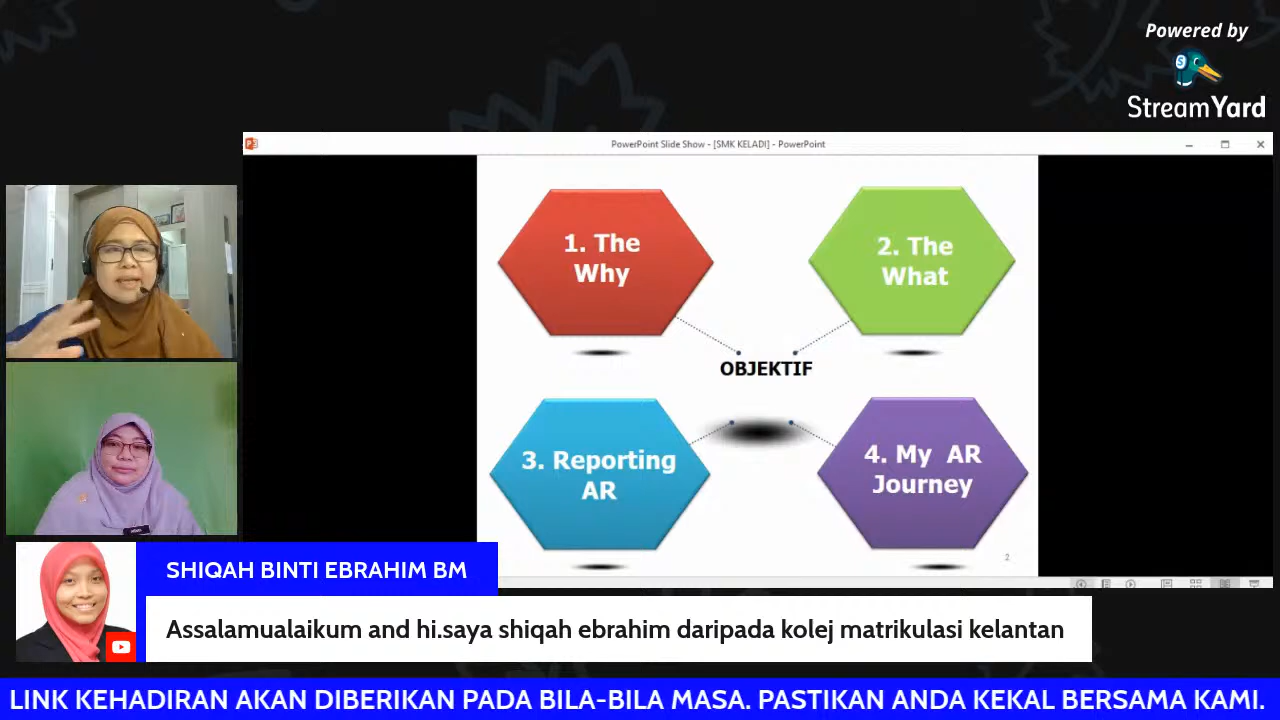 Powered by
StreamYard
PowerPoint Slide Show - [SMK KELADI] - PowerPoint
1. The
Why
2. The
What
OBJEKTIF
3. Reporting
AR
4. My AR
Journey
2
SHIQAH BINTI EBRAHIM BM
Assalamualaikum and hi.saya shiqah ebrahim daripada kolej matrikulasi kelantan
LINK KEHADIRAN AKAN DIBERIKAN PADA BILA-BILA MASA. PASTIKAN ANDA KEKAL BERSAMA KAMI.